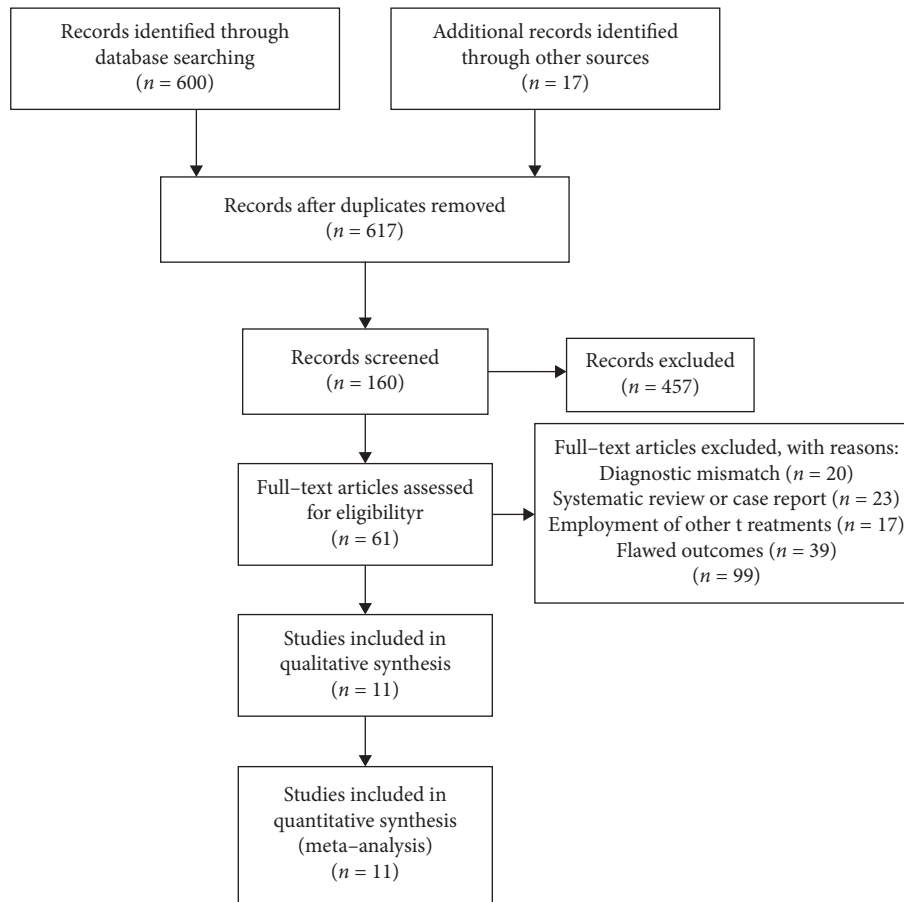 Records identified through
database searching
(n = 600)
Additional records identified
through other sources
(n = 17)
Records after duplicates removed
(n = 617)
Records screened
(n = 160)
Records excluded
(n = 457)
Full–text articles assessed
for eligibilityr
(n = 61)
Full–text articles excluded, with reasons:
Diagnostic mismatch (n = 20)
Systematic review or case report (n = 23)
Employment of other t reatments (n = 17)
Flawed outcomes (n = 39)
(n = 99)
Studies included in
qualitative synthesis
(n = 11)
Studies included in
quantitative synthesis
(meta–analysis)
(n = 11)